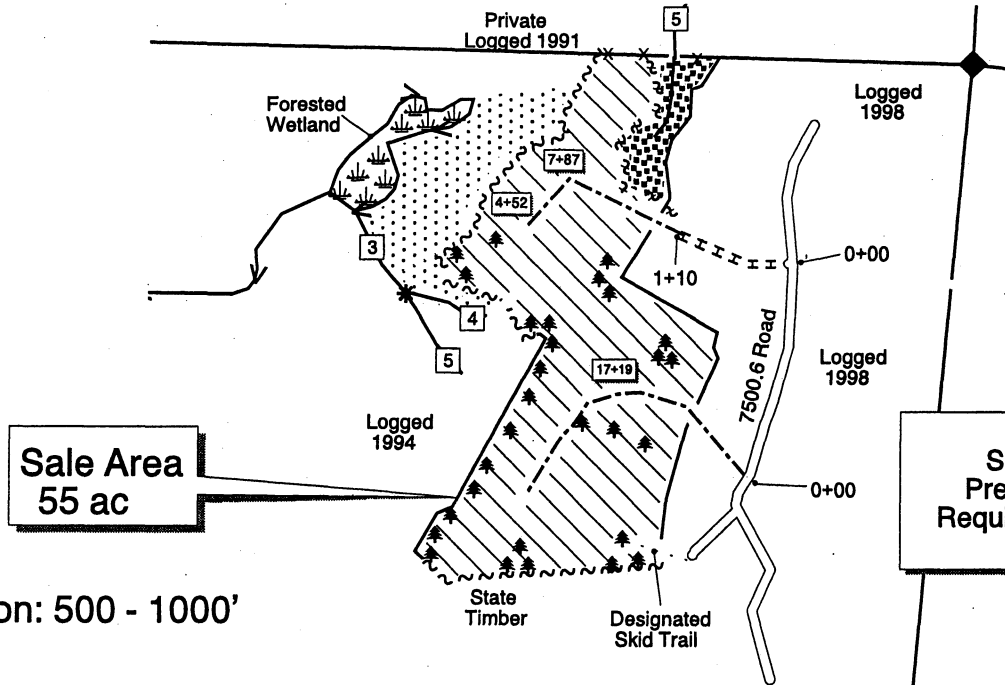 Private
Logged 1991
5
Logged
1998
Forested
Wetland
7+87
4+52
3
0+00
1+10
4
5
7500.6 Road
Logged
1998
17+19
Logged
1994
Sale Area
55 ac
S
Pre
Requi
0+00
on: 500 - 1000’
State
Timber
Designated
Skid Trail